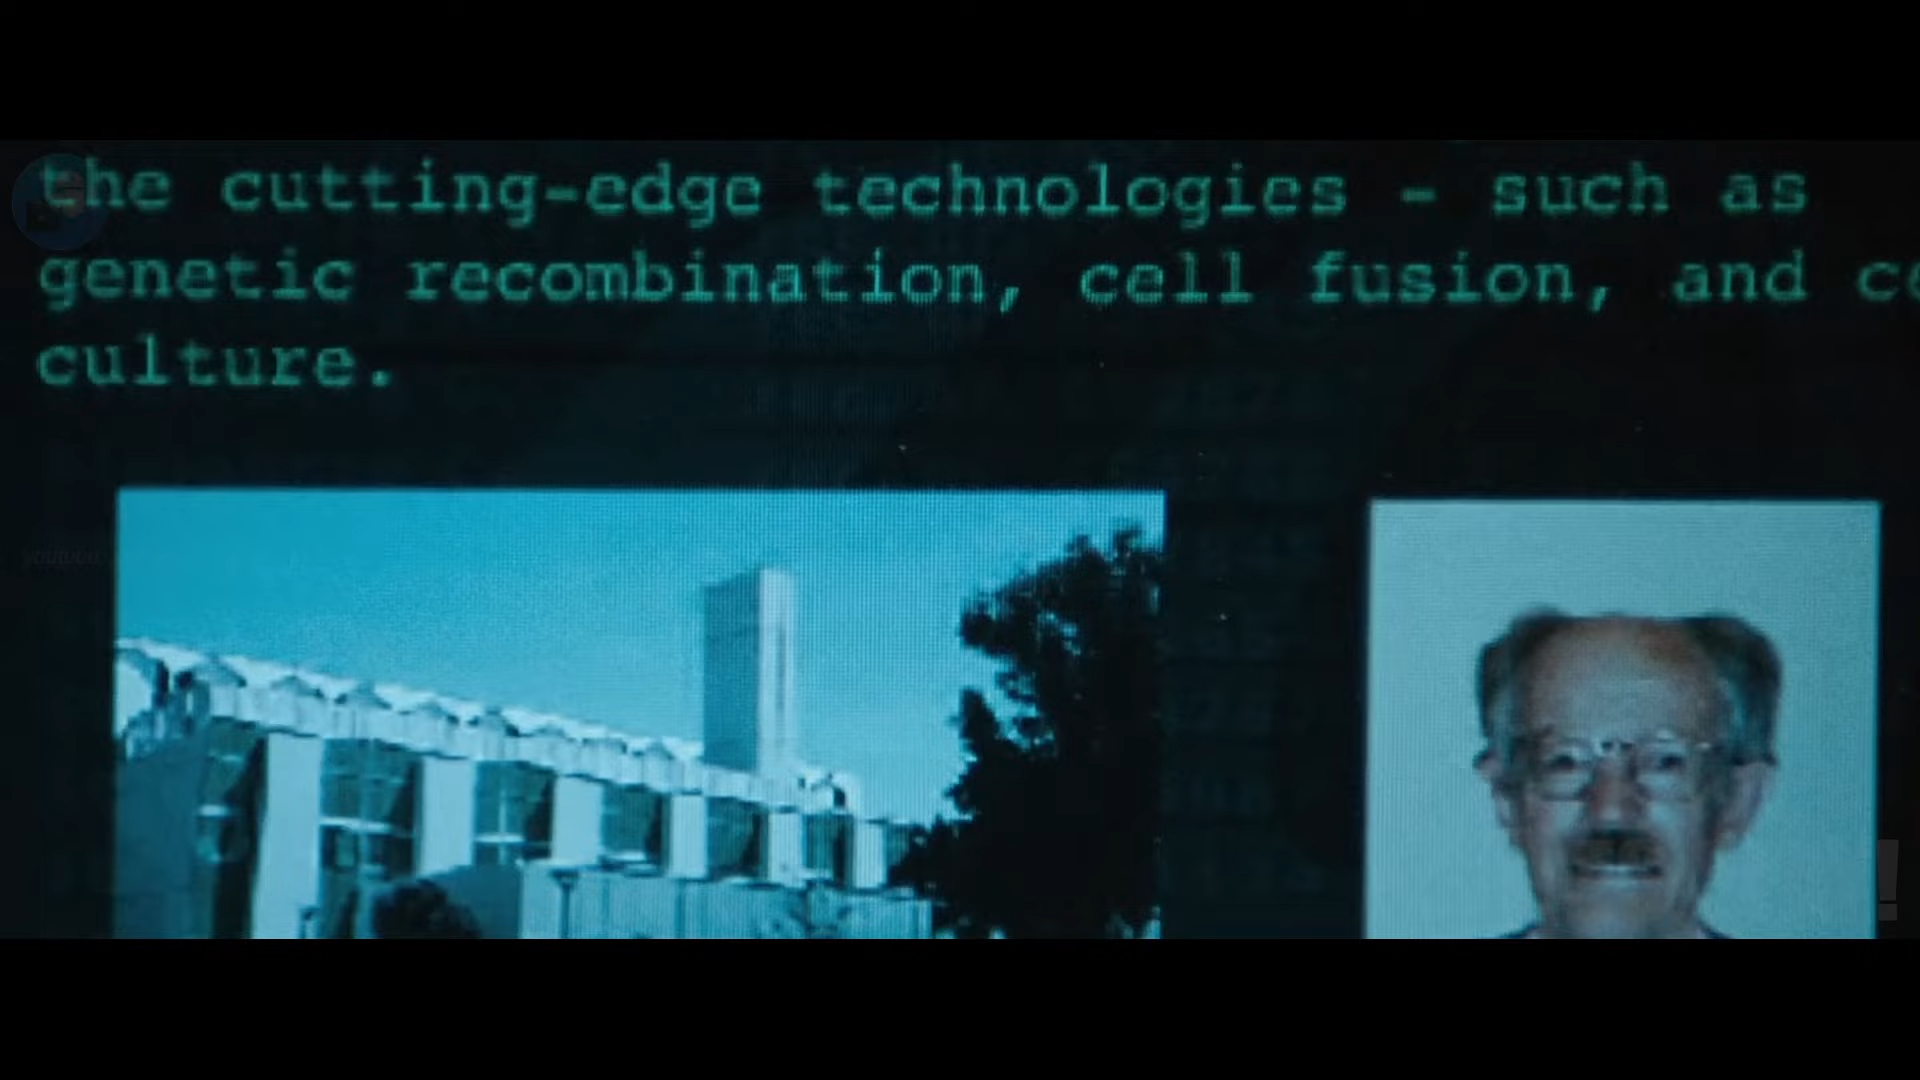 the cutting-edge technologies - such as
genetic recombination, cell fusion, and
culture.